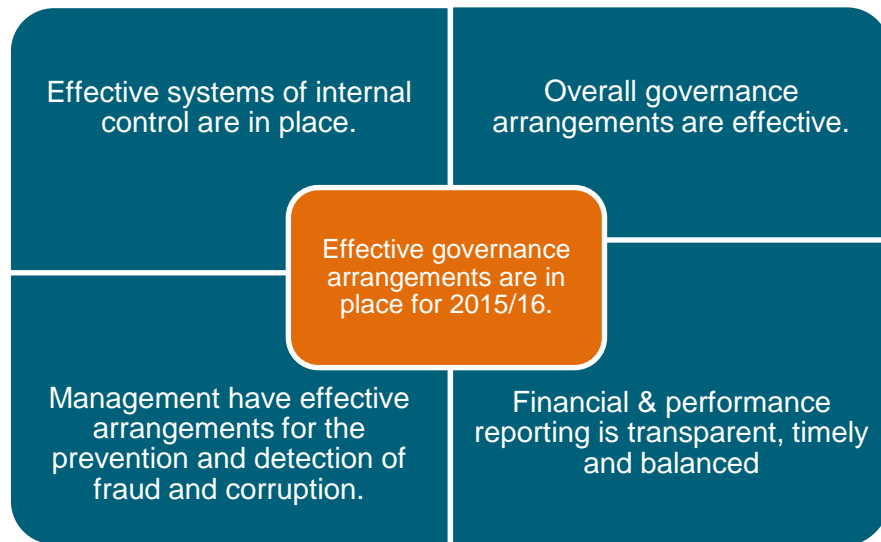 Effective systems of internal
control are in place.
Overall governance
arrangements are effective.
Effective governance
arrangements are in
place for 2015/16.
Management have effective
arrangements for the
prevention and detection of
fraud and corruption.
Financial & performance
reporting is transparent, timely
and balanced